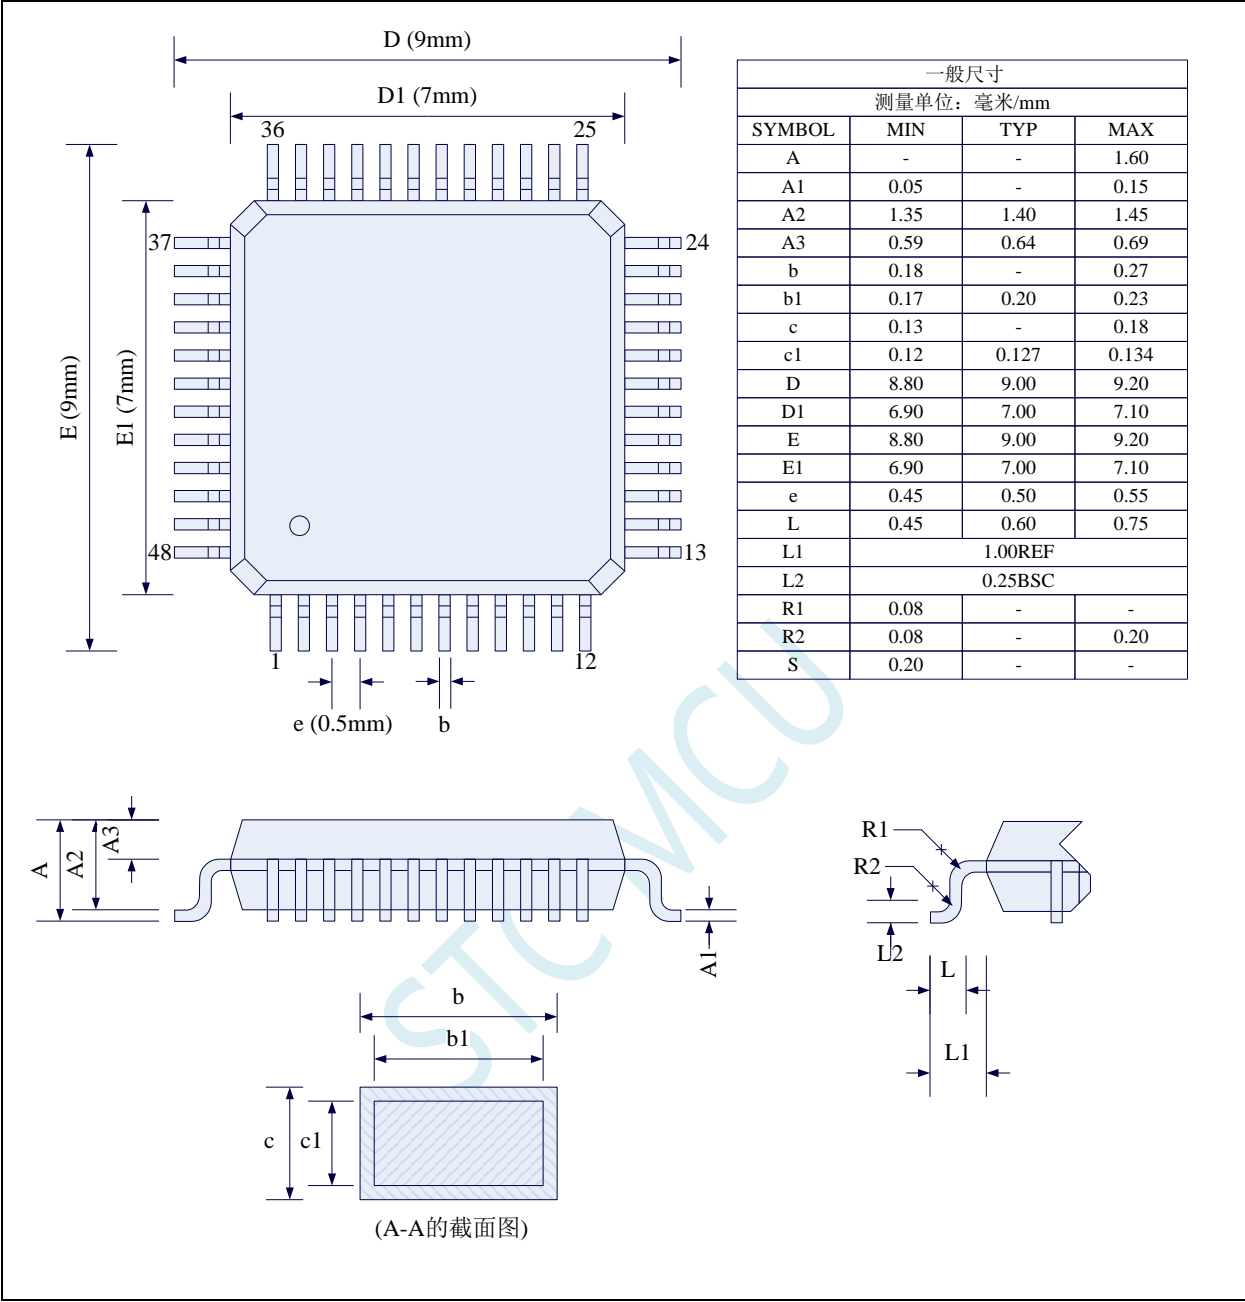 D (9mm)
D1 (7mm)
36
25
37
24
48
13
1
12
E (9mm)
E1 (7mm)
e (0.5mm)
b
一般尺寸
测量单位：毫米/mm
SYMBOL MIN TYP MAX
A - - 1.60
A1 0.05 - 0.15
A2 1.35 1.40 1.45
A3 0.59 0.64 0.69
b 0.18 - 0.27
b1 0.17 0.20 0.23
c 0.13 - 0.18
c1 0.12 0.127 0.134
D 8.80 9.00 9.20
D1 6.90 7.00 7.10
E 8.80 9.00 9.20
E1 6.90 7.00 7.10
e 0.45 0.50 0.55
L 0.45 0.60 0.75
L1 1.00REF
L2 0.25BSC
R1 0.08 - -
R2 0.08 - 0.20
S 0.20 - -
STC MCU
A
A2
A3
A1
R1
R2
L2
L
L1
b
b1
c
c1
(A-A的截面图)